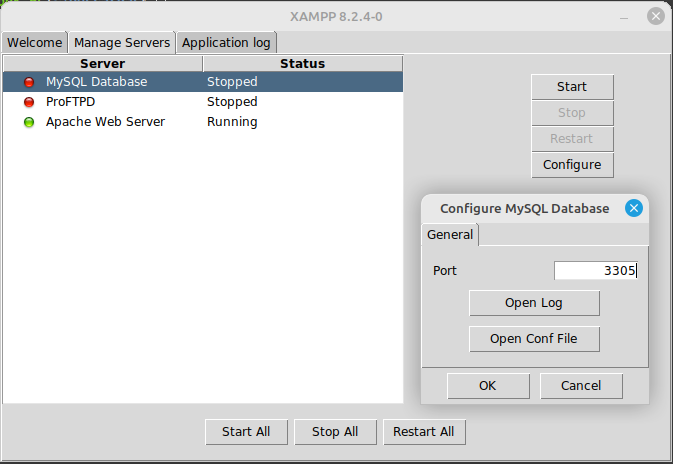 XAMPP 8.2.4-0
Welcome Manage Servers Application log
Server Status
MySQL Database Stopped
ProFTPD Stopped
Apache Web Server Running
Start
Stop
Restart
Configure
Configure MySQL Database
General
Port 3305
Open Log
Open Conf File
OK Cancel
Start All Stop All Restart All